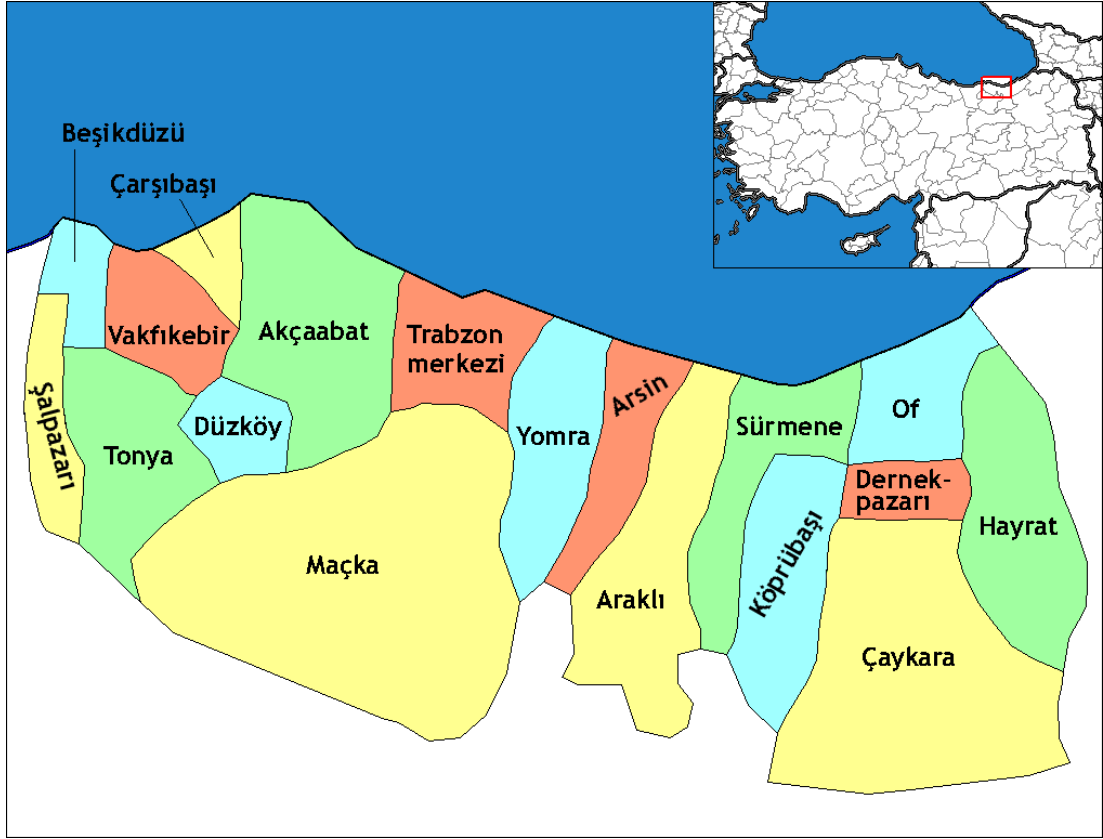 Beşikdüzü
Çarşıbaşı
Vakfıkebir
Akçaabat
Trabzon
merkezi
Şalpazarı
Tonya
Düzköy
Yomra
Arsin
Sürmene
Of
Dernek-
pazarı
Hayrat
Maçka
Araklı
Köprübaşı
Çaykara